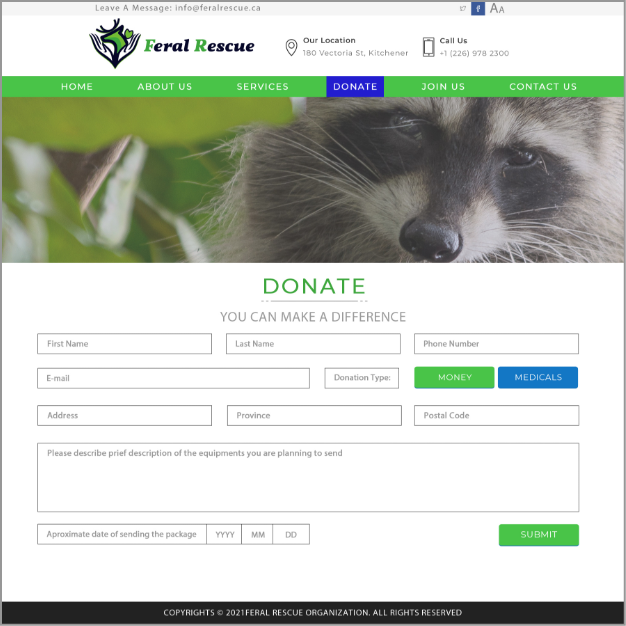 Leave A Message: info@feralrescue.ca
AA
Feral Rescue
Our Location
180 Vectoria St, Kitchener
Call Us
+1 (226) 978 2300
HOME ABOUT US SERVICES DONATE JOIN US CONTACT US
DONATE
YOU CAN MAKE A DIFFERENCE
First Name Last Name Phone Number
E-mail Donation Type: MONEY MEDICALS
Address Province Postal Code
Please describe prief description of the equipments you are planning to send
Aproximate date of sending the package YYYY MM DD SUBMIT
COPYRIGHTS © 2021FERAL RESCUE ORGANIZATION. ALL RIGHTS RESERVED